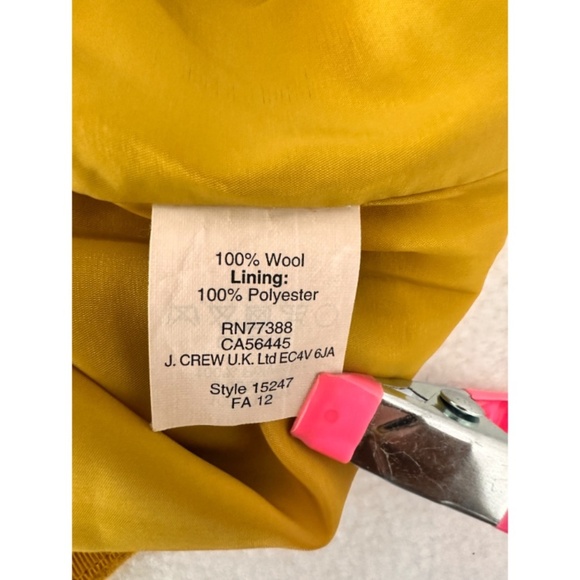 100% Wool
Lining:
100% Polyester
RN77388
CA56445
J. CREW U.K. Ltd EC4V 6JA
Style 15247
FA 12